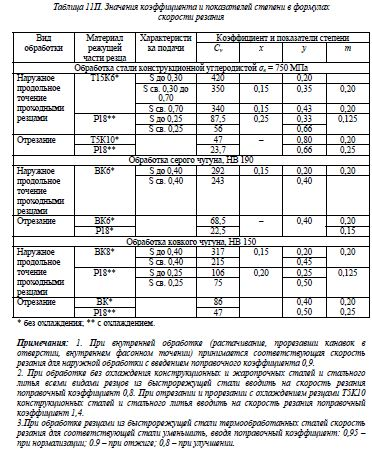 Таблица 11П. Значения коэффициента и показателей степени в формулах
скорости резания
Вид обработки | Материал режущей части резца | Характеристика подачи | Коэффициент и показатели степени
Cv | x | y | m
Обработка стали конструкционной углеродистой σв = 750 МПа
Наружное продольное точение проходными резцами | Т15К6* | S до 0,30 | 420 | 0,15 | 0,20 | 0,20
S св. 0,30 до 0,70 | 350 | 0,35
S св. 0,70 | 340 | 0,15 | 0,43 | 0,20
Р18** | S до 0,25 | 87,5 | 0,25 | 0,33 | 0,125
S св. 0,25 | 56 | 0,66
Отрезание | Т5К10* | 47 | – | 0,80 | 0,20
Р18** | 23,7 | 0,66 | 0,25
Обработка серого чугуна, НВ 190
Наружное продольное точение проходными резцами | ВК6* | S до 0,40 | 292 | 0,15 | 0,20 | 0,20
S св. 0,40 | 243 | 0,40
Отрезание | ВК6* | 68,5 | – | 0,40 | 0,20
Р18* | 22,5 | 0,15
Обработка ковкого чугуна, НВ 150
Наружное продольное точение проходными резцами | ВК8* | S до 0,40 | 317 | 0,15 | 0,20 | 0,20
S св. 0,40 | 215 | 0,45
Р18** | S до 0,25 | 106 | 0,20 | 0,25 | 0,125
S св. 0,25 | 75 | 0,50
Отрезание | ВК* | 86 | 0,40 | 0,20
Р18** | 47 | 0,50 | 0,25
* без охлаждения; ** с охлаждением.
Примечания: 1. При внутренней обработке (растачивание, прорезавши канавок в
отверстии, внутреннем фасонном точении) принимается соответствующая скорость
резания для наружной обработки с введением поправочного коэффициента 0,9.
2. При обработке без охлаждения конструкционных и жаропрочных сталей и стального
литья всеми видами резцов из быстрорежущей стали вводить на скорость резания
поправочный коэффициент 0,8. При отрезании и прорезании с охлаждением резцами Т5К10
конструкционных сталей и стального литья вводить на скорость резания поправочный
коэффициент 1,4.
3.При обработке резцами из быстрорежущей стали термообработанных сталей скорость
резания для соответствующей стали уменьшить, вводя поправочный коэффициент: 0,95 –
при нормализации; 0,9 – при отжиге; 0,8 – при улучшении.